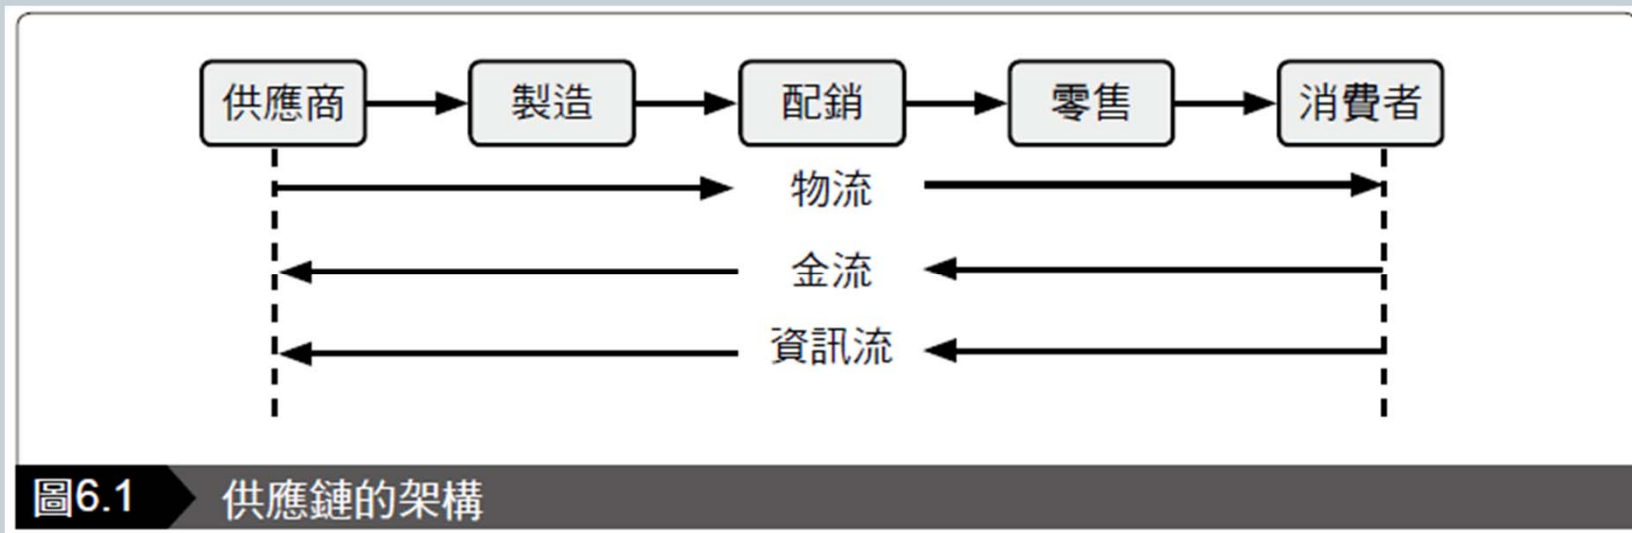 供應商 製造 配銷 零售 消費者
物流
金流
資訊流
圖6.1 供應鏈的架構